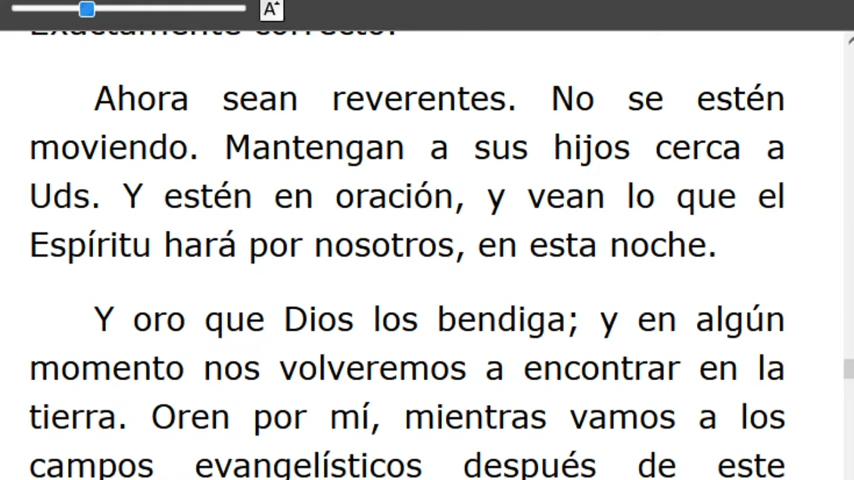 Exactamente correcto.
Ahora sean reverentes. No se estén
moviendo. Mantengan a sus hijos cerca a
Uds. Y estén en oración, y vean lo que el
Espíritu hará por nosotros, en esta noche.
Y oro que Dios los bendiga; y en algún
momento nos volveremos a encontrar en la
tierra. Oren por mí, mientras vamos a los
campos evangelísticos después de este